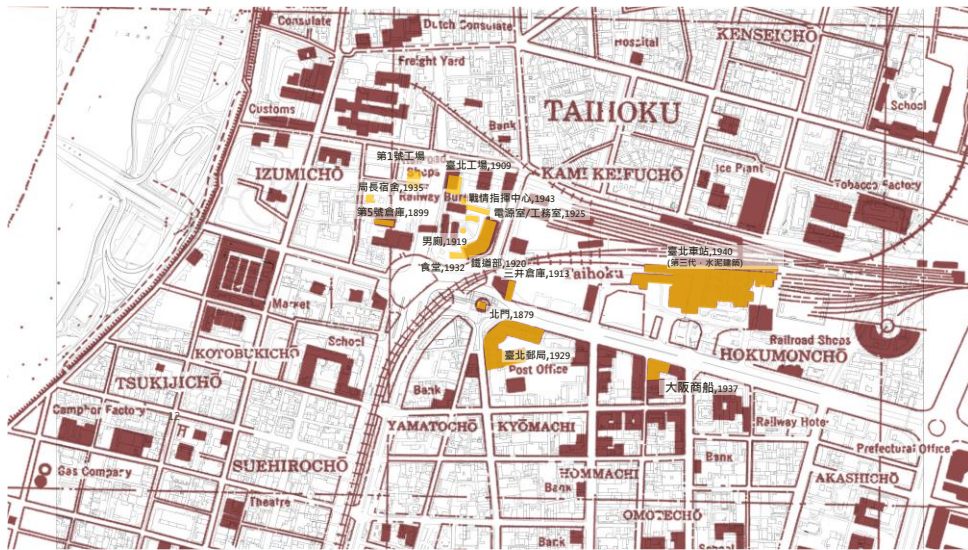 Consulate
Dutch Consulate
Hospital
KENSEICHŌ
Freight Yard
School
Customs
TAIHOKU
Bank
第1號工場
Shops
臺北工場,1909
IZUMICHŌ
KAMI KEIFUCHŌ
Ice Plant
Tobacco Factory
局長宿舍,1935
Railway Bur
戰情指揮中心,1943
第5號倉庫,1899
電源室/工務室,1925
男廁,1919
臺北車站,1940
(第三代‧水泥建築)
食堂,1932
鐵道部,1920
三井倉庫,1913
Taihoku
Market
北門,1879
School
Railroad Shops
KOTOBUKICHŌ
臺北郵局,1929
HOKUMONCHŌ
Post Office
TSUKIJICHŌ
Bank
大阪商船,1937
Camphor Factory
12
YAMATOCHŌ
KYŌMACHI
Railway Hotel
Prefectural Office
Gas Company
SUEHIROCHŌ
HOMMACHI
Bank
AKASHICHŌ
Bank
Theatre
OMOTECHŌ
Bank
School